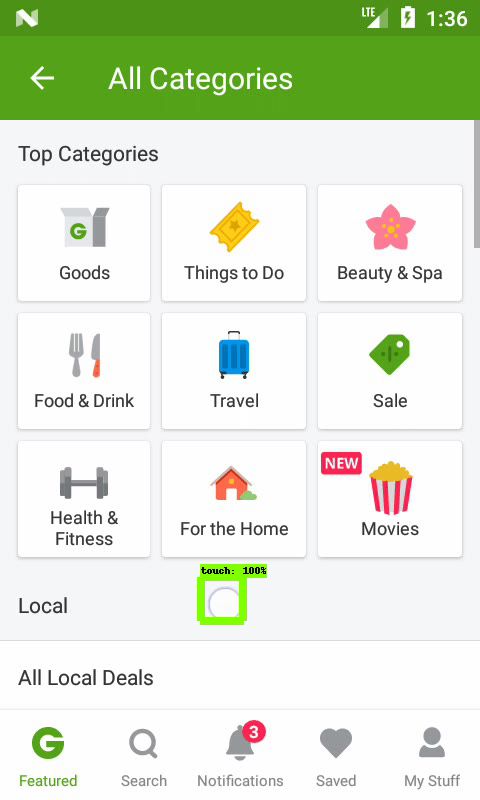 LTE 1:36
All Categories
Top Categories
Goods
Things to Do
Beauty & Spa
Food & Drink
Travel
Sale
Health &
Fitness
For the Home
NEW
Movies
touch: 100%
Local
All Local Deals
3
Featured
Search
Notifications
Saved
My Stuff